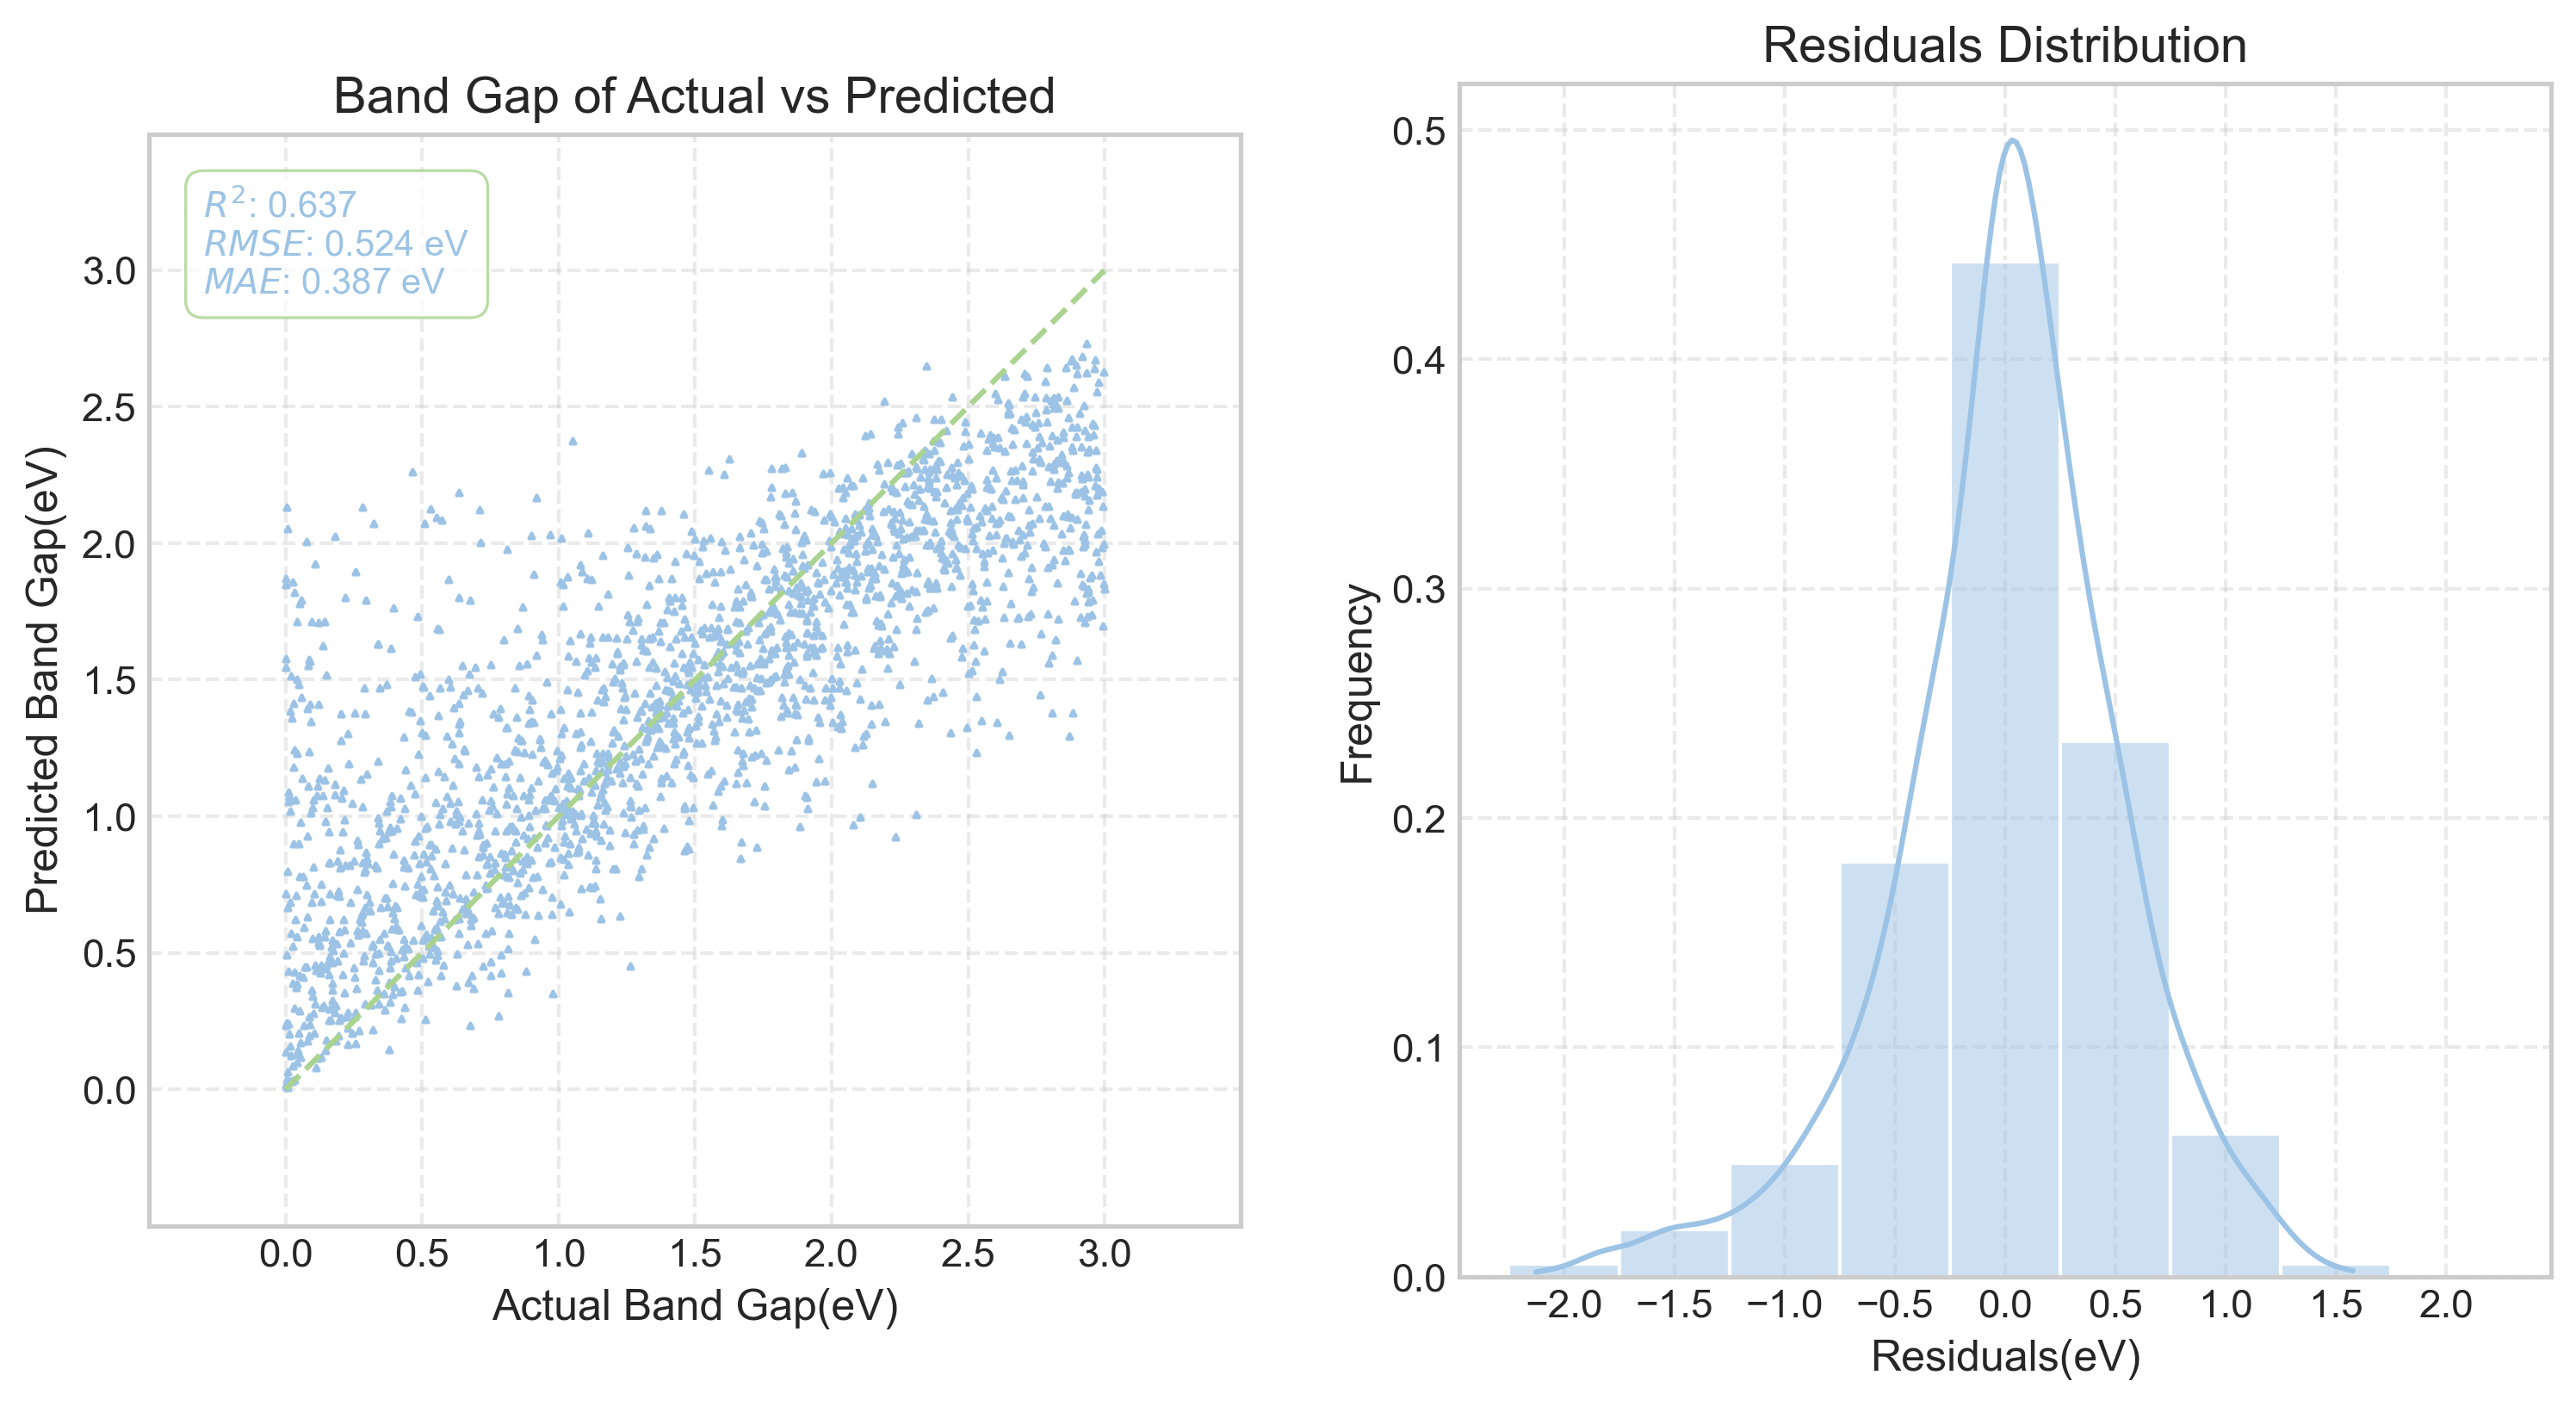 Band Gap of Actual vs Predicted
R²: 0.637
RMSE: 0.524 eV
MAE: 0.387 eV
3.0
2.5
2.0
1.5
1.0
0.5
0.0
Predicted Band Gap(eV)
0.0 0.5 1.0 1.5 2.0 2.5 3.0
Actual Band Gap(eV)
Residuals Distribution
0.5
0.4
0.3
0.2
0.1
0.0
Frequency
−2.0 −1.5 −1.0 −0.5 0.0 0.5 1.0 1.5 2.0
Residuals(eV)